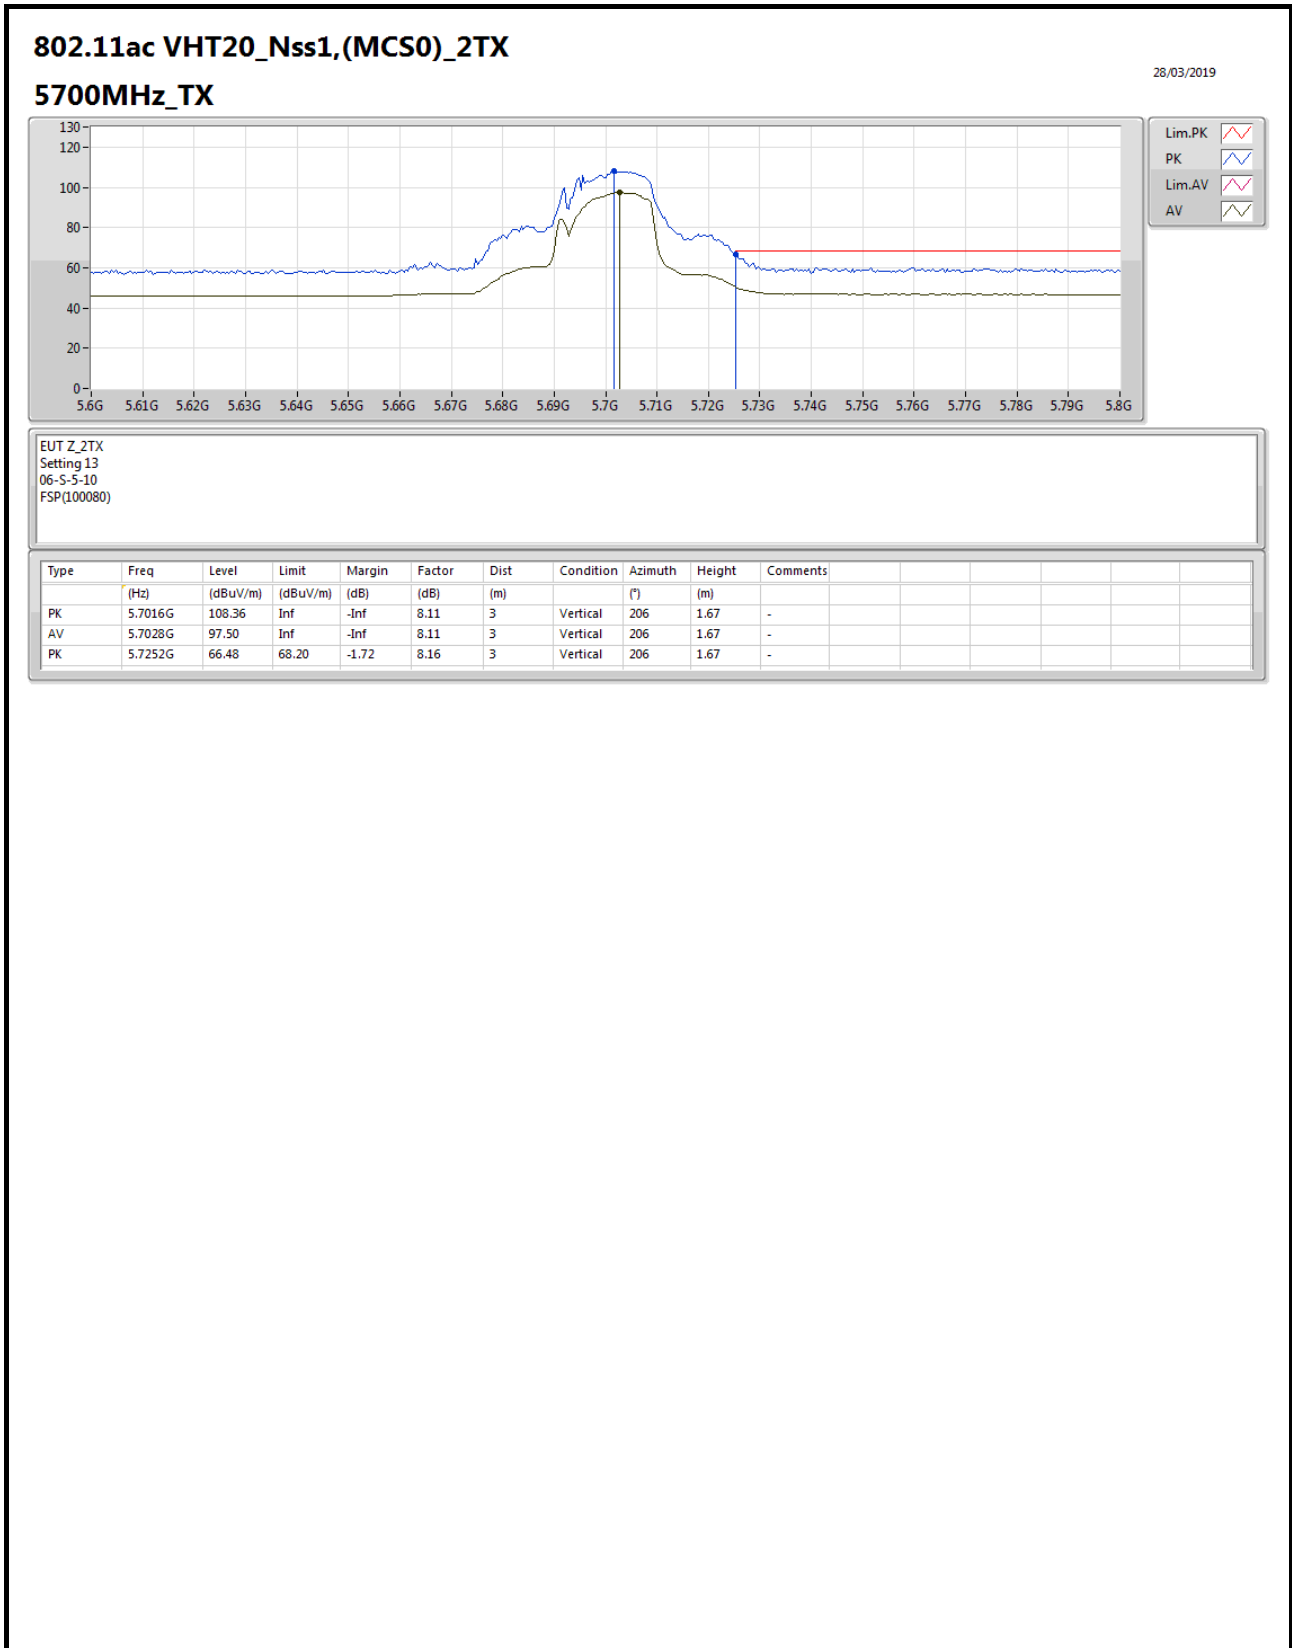 802.11ac VHT20_Nss1,(MCS0)_2TX
28/03/2019
5700MHz_TX
130
120
100
80
60
40
20
0
5.6G 5.61G 5.62G 5.63G 5.64G 5.65G 5.66G 5.67G 5.68G 5.69G 5.7G 5.71G 5.72G 5.73G 5.74G 5.75G 5.76G 5.77G 5.78G 5.79G 5.8G
Lim.PK
PK
Lim.AV
AV
EUT Z_2TX
Setting 13
06-S-5-10
FSP(100080)
Type Freq Level Limit Margin Factor Dist Condition Azimuth Height Comments
(Hz) (dBuV/m) (dBuV/m) (dB) (dB) (m) (°) (m)
PK 5.7016G 108.36 Inf -Inf 8.11 3 Vertical 206 1.67 -
AV 5.7028G 97.50 Inf -Inf 8.11 3 Vertical 206 1.67 -
PK 5.7252G 66.48 68.20 -1.72 8.16 3 Vertical 206 1.67 -